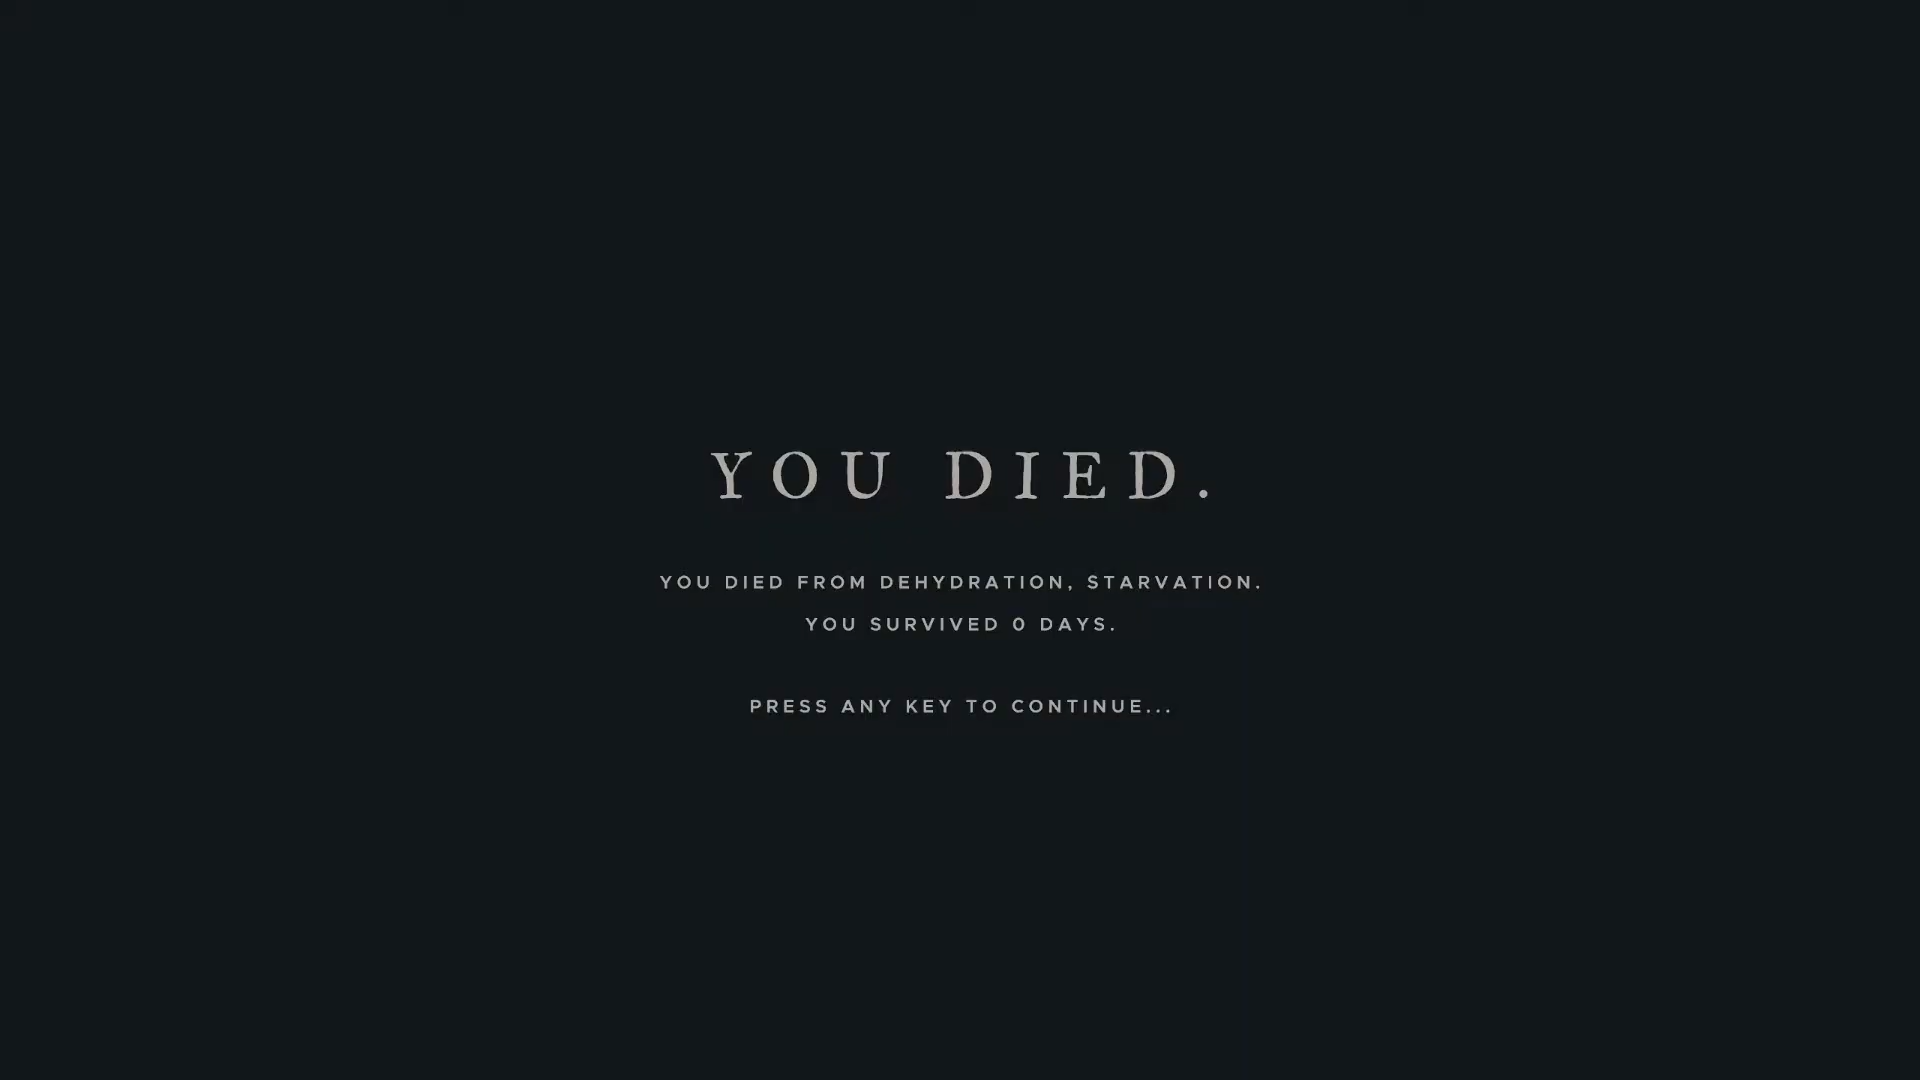 YOU DIED.
YOU DIED FROM DEHYDRATION, STARVATION.
YOU SURVIVED 0 DAYS.
PRESS ANY KEY TO CONTINUE...